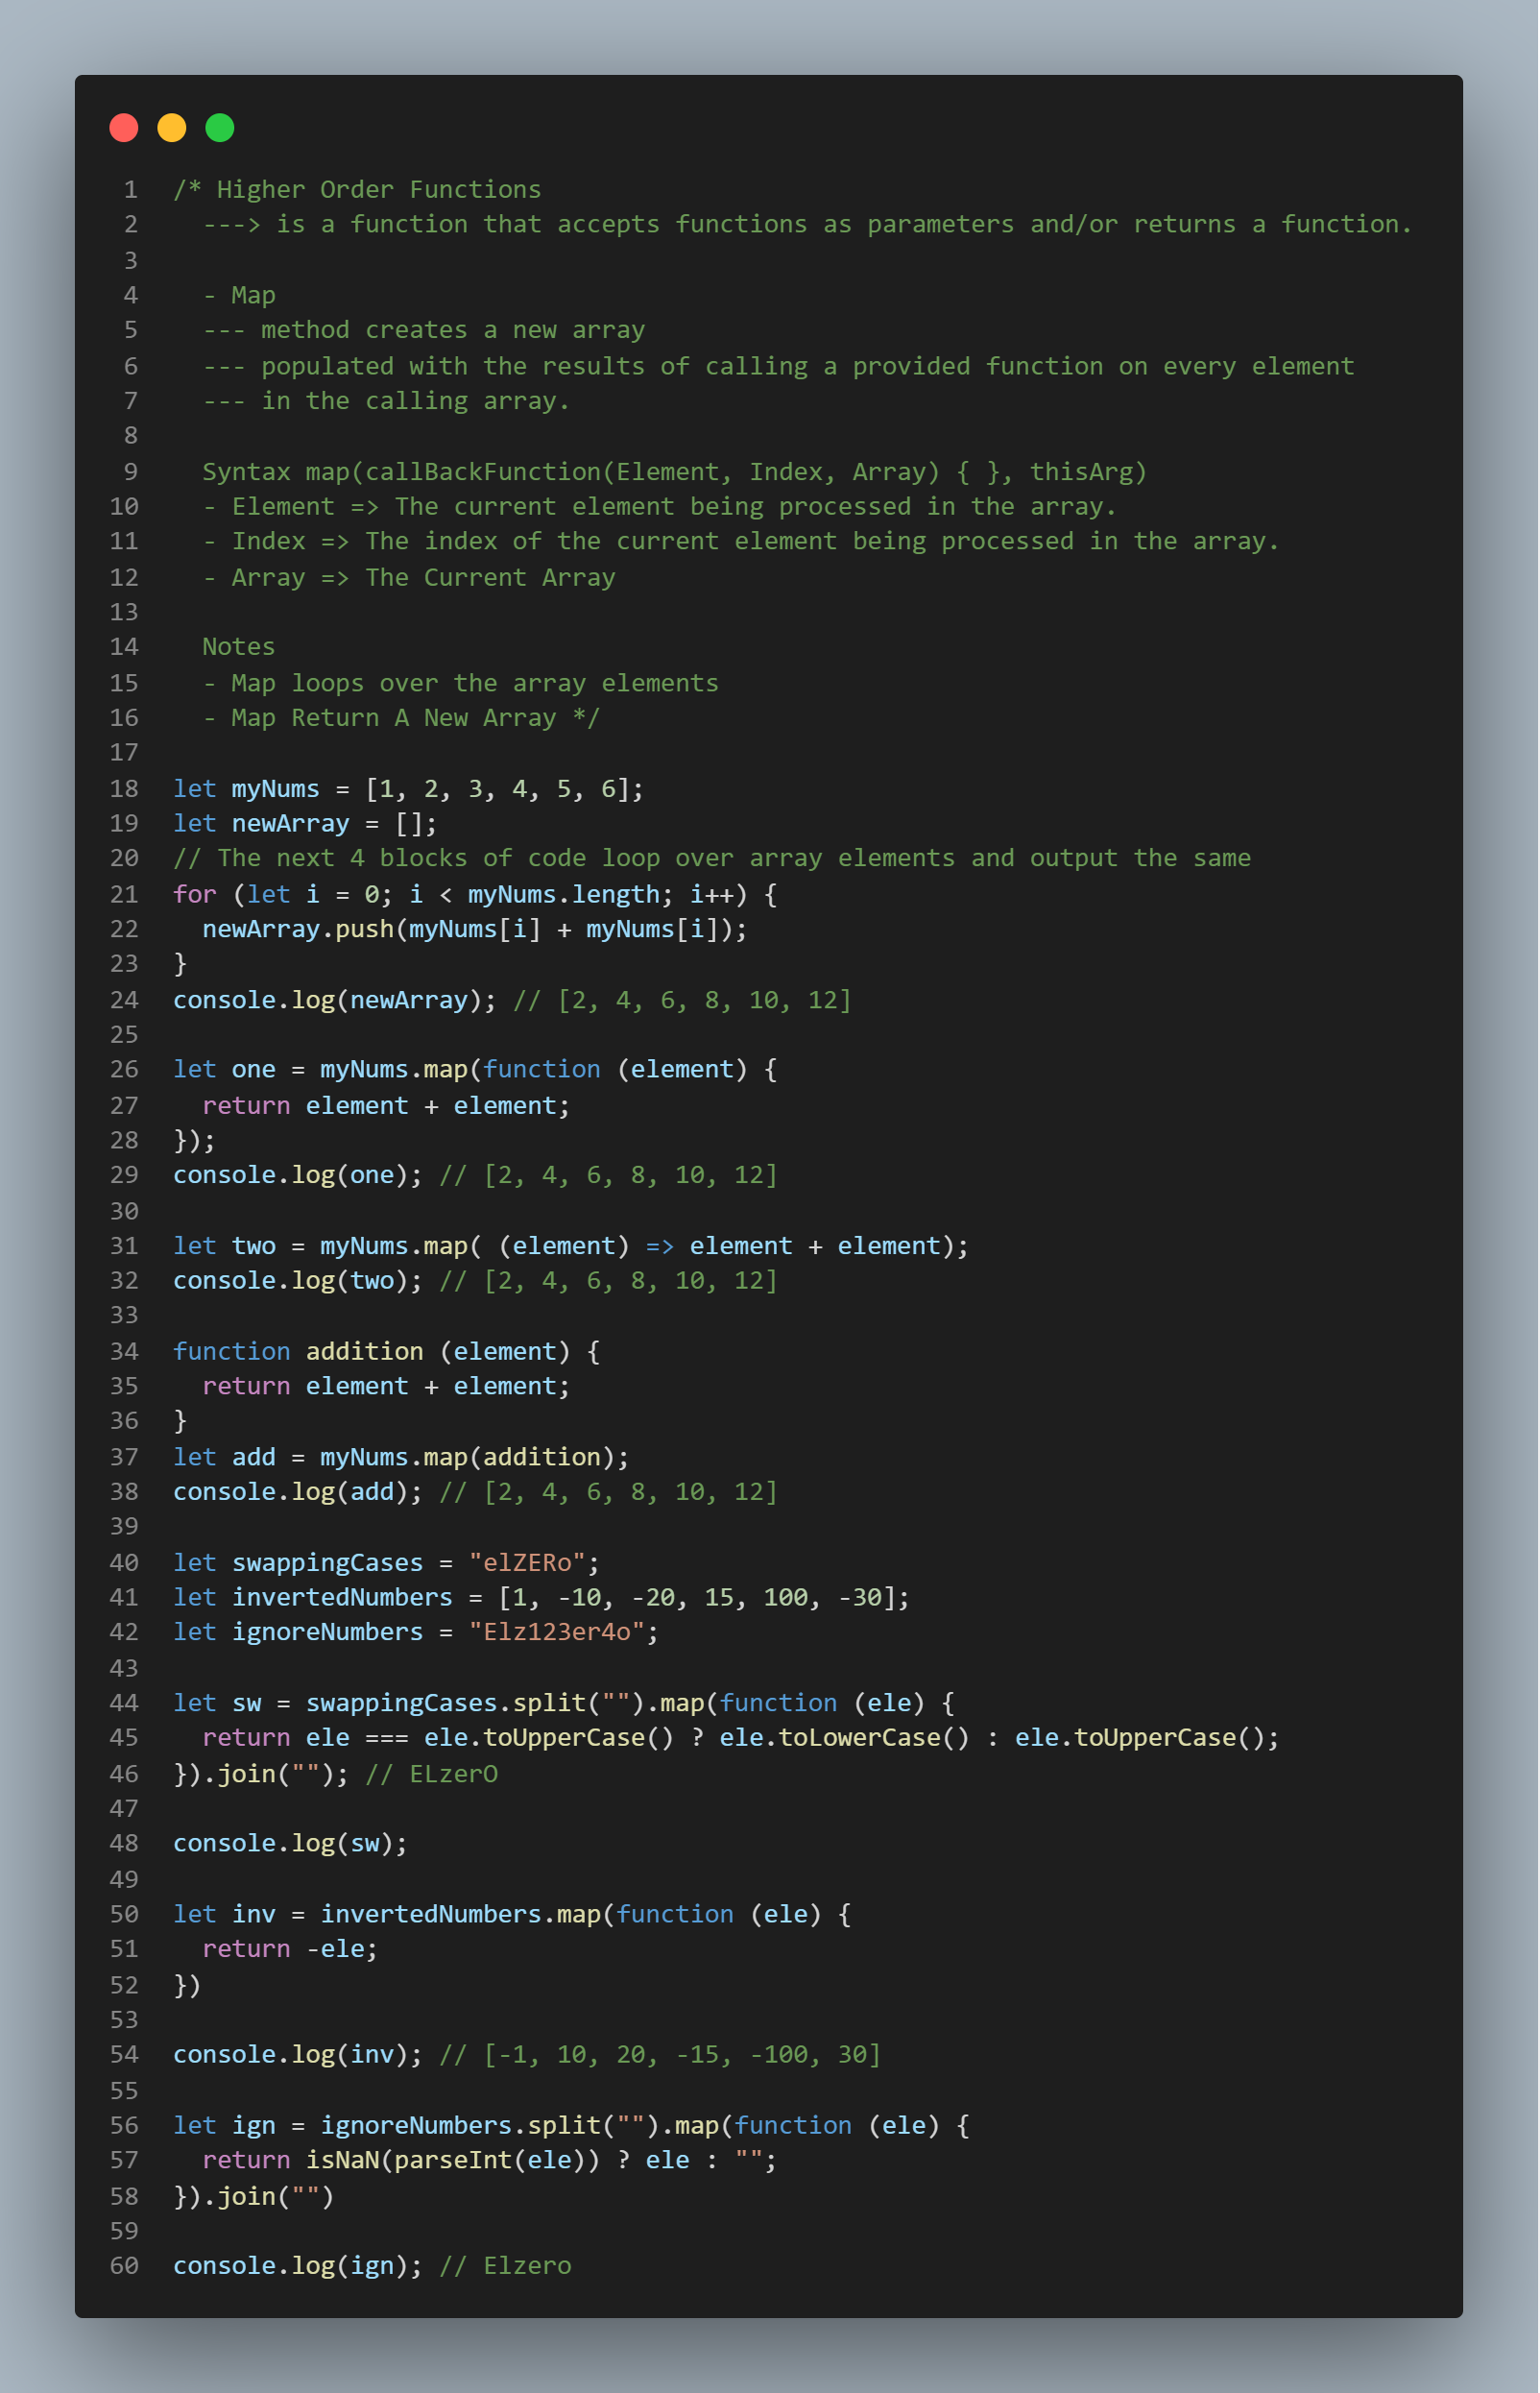 1 /* Higher Order Functions
2   ---> is a function that accepts functions as parameters and/or returns a function.
3
4   - Map
5   --- method creates a new array
6   --- populated with the results of calling a provided function on every element
7   --- in the calling array.
8
9   Syntax map(callBackFunction(Element, Index, Array) { }, thisArg)
10   - Element => The current element being processed in the array.
11   - Index => The index of the current element being processed in the array.
12   - Array => The Current Array
13
14   Notes
15   - Map loops over the array elements
16   - Map Return A New Array */
17
18 let myNums = [1, 2, 3, 4, 5, 6];
19 let newArray = [];
20 // The next 4 blocks of code loop over array elements and output the same
21 for (let i = 0; i < myNums.length; i++) {
22   newArray.push(myNums[i] + myNums[i]);
23 }
24 console.log(newArray); // [2, 4, 6, 8, 10, 12]
25
26 let one = myNums.map(function (element) {
27   return element + element;
28 });
29 console.log(one); // [2, 4, 6, 8, 10, 12]
30
31 let two = myNums.map( (element) => element + element);
32 console.log(two); // [2, 4, 6, 8, 10, 12]
33
34 function addition (element) {
35   return element + element;
36 }
37 let add = myNums.map(addition);
38 console.log(add); // [2, 4, 6, 8, 10, 12]
39
40 let swappingCases = "elZERo";
41 let invertedNumbers = [1, -10, -20, 15, 100, -30];
42 let ignoreNumbers = "Elz123er4o";
43
44 let sw = swappingCases.split("").map(function (ele) {
45   return ele === ele.toUpperCase() ? ele.toLowerCase() : ele.toUpperCase();
46 }).join(""); // ELzerO
47
48 console.log(sw);
49
50 let inv = invertedNumbers.map(function (ele) {
51   return -ele;
52 })
53
54 console.log(inv); // [-1, 10, 20, -15, -100, 30]
55
56 let ign = ignoreNumbers.split("").map(function (ele) {
57   return isNaN(parseInt(ele)) ? ele : "";
58 }).join("")
59
60 console.log(ign); // Elzero